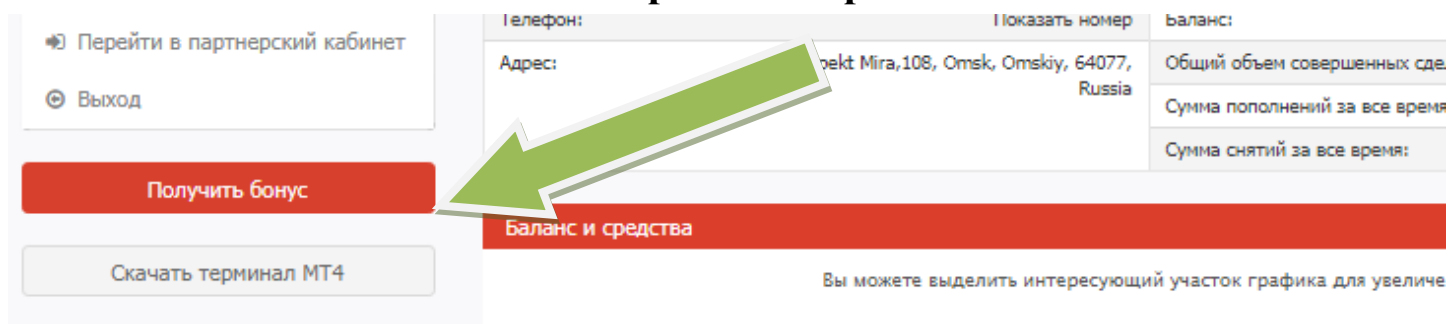 Телефон: Показать номер
Баланс:
Перейти в партнерский кабинет
Адрес: pekt Mira,108, Omsk, Omskiy, 64077,
Russia
Общий объем совершенных сде
Выход
Сумма пополнений за все время
Сумма снятий за все время:
Получить бонус
Баланс и средства
Скачать терминал МТ4
Вы можете выделить интересующий участок графика для увеличе